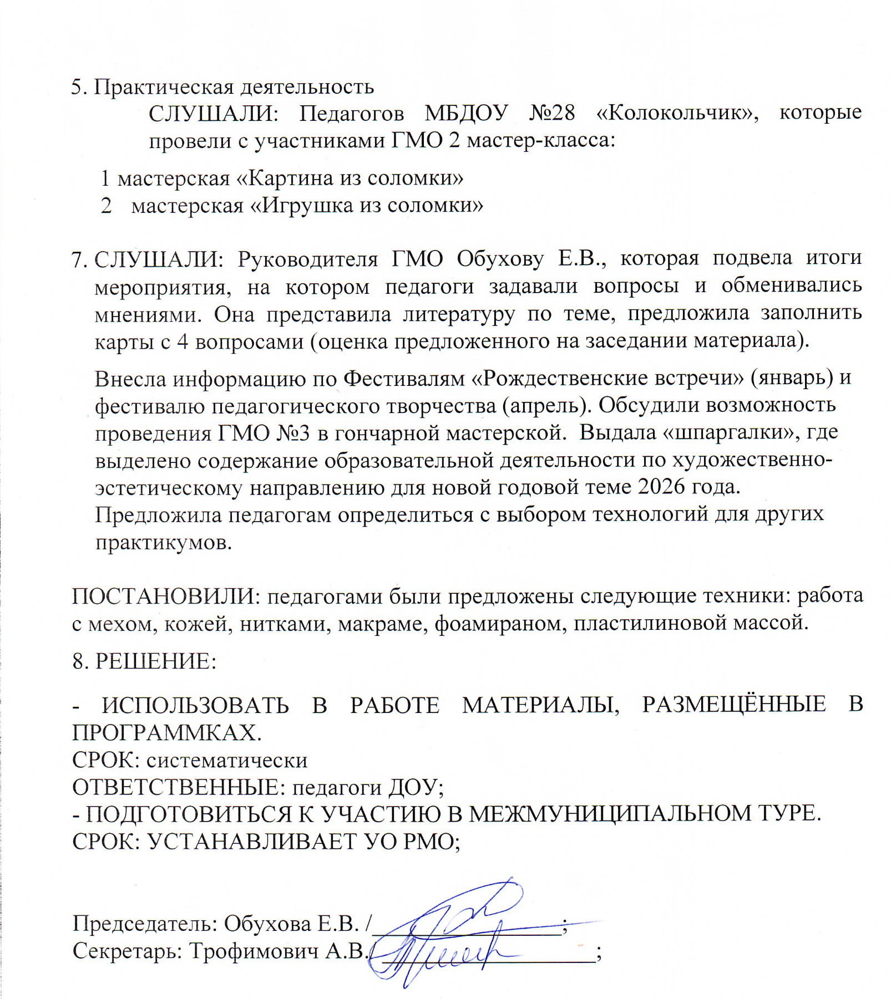 5. Практическая деятельность
СЛУШАЛИ: Педагогов МБДОУ №28 «Колокольчик», которые
провели с участниками ГМО 2 мастер-класса:
1 мастерская «Картина из соломки»
2 мастерская «Игрушка из соломки»
7. СЛУШАЛИ: Руководителя ГМО Обухову Е.В., которая подвела итоги
мероприятия, на котором педагоги задавали вопросы и обменивались
мнениями. Она представила литературу по теме, предложила заполнить
карты с 4 вопросами (оценка предложенного на заседании материала).
Внесла информацию по Фестивалям «Рождественские встречи» (январь) и
фестивалю педагогического творчества (апрель). Обсудили возможность
проведения ГМО №3 в гончарной мастерской. Выдала «шпаргалки», где
выделено содержание образовательной деятельности по художественно-
эстетическому направлению для новой годовой теме 2026 года.
Предложила педагогам определиться с выбором технологий для других
практикумов.
ПОСТАНОВИЛИ: педагогами были предложены следующие техники: работа
с мехом, кожей, нитками, макраме, фоамираном, пластилиновой массой.
8. РЕШЕНИЕ:
- ИСПОЛЬЗОВАТЬ В РАБОТЕ МАТЕРИАЛЫ, РАЗМЕЩЁННЫЕ В
ПРОГРАММКАХ.
СРОК: систематически
ОТВЕТСТВЕННЫЕ: педагоги ДОУ;
- ПОДГОТОВИТЬСЯ К УЧАСТИЮ В МЕЖМУНИЦИПАЛЬНОМ ТУРЕ.
СРОК: УСТАНАВЛИВАЕТ УО РМО;
Председатель: Обухова Е.В. /________________;
Секретарь: Трофимович А.В./__________________;